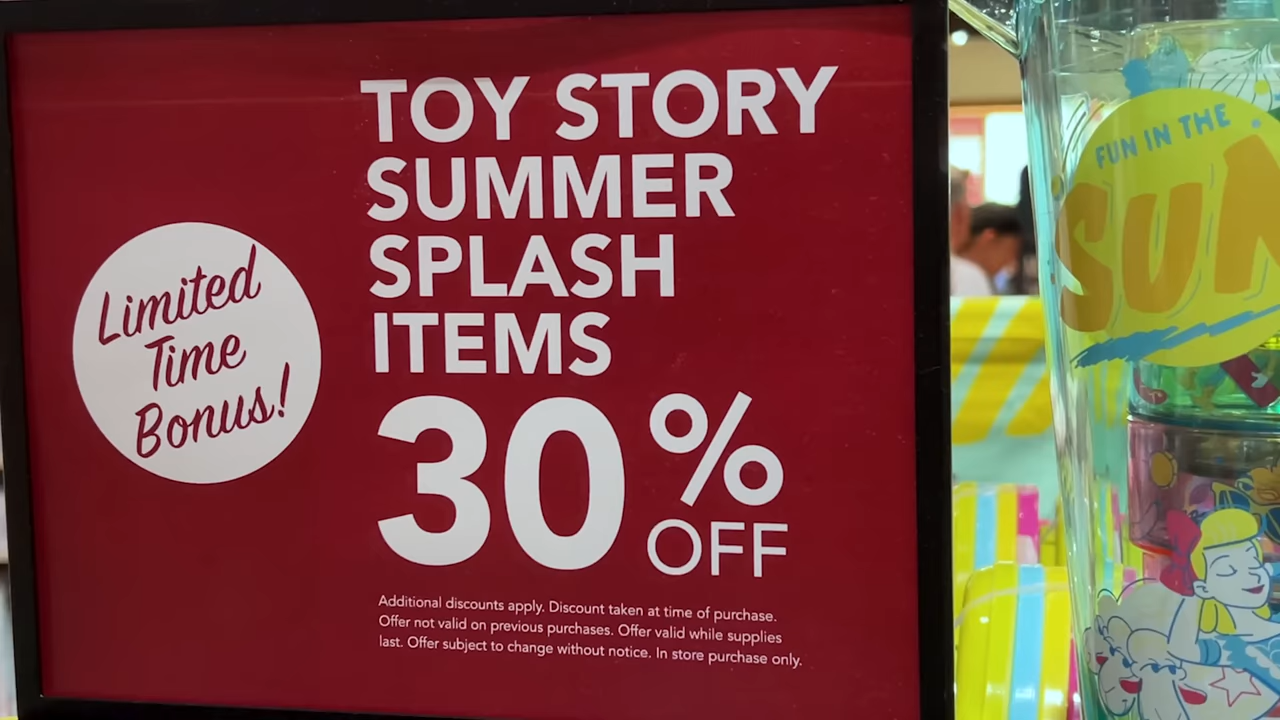 Limited
Time
Bonus!
TOY STORY
SUMMER
SPLASH
ITEMS
30%
OFF
Additional discounts apply. Discount taken at time of purchase.
Offer not valid on previous purchases. Offer valid while supplies
last. Offer subject to change without notice. In store purchase only.
FUN IN THE
SUN